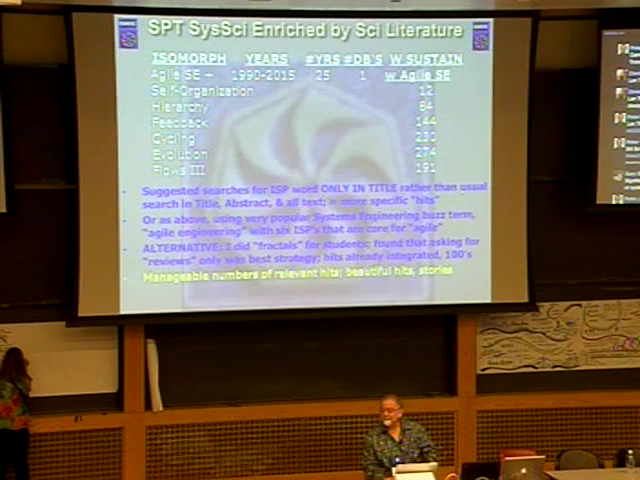 SPT SysSci Enriched by Sci Literature
ISOMORPH YEARS #YRS #DB'S W SUSTAIN
Agile SE - 1990-2015 25 1 w Agile SE
Self-Organization 12
Hierarchy 84
Feedback 144
Cycling 230
Evolution 274
Flows III 191
- Suggested searches for ISP word ONLY IN TITLE rather than usual
search in Title, Abstract, & all text; = more specific "hits"
- Or as above, using very popular Systems Engineering buzz term,
"agile engineering" with six ISP's that are core for "agile"
- ALTERNATIVE: I did "fractals" for students; found that asking for
"reviews" only was best strategy; hits already integrated, 100's
- Manageable numbers of relevant hits; beautiful hits, stories